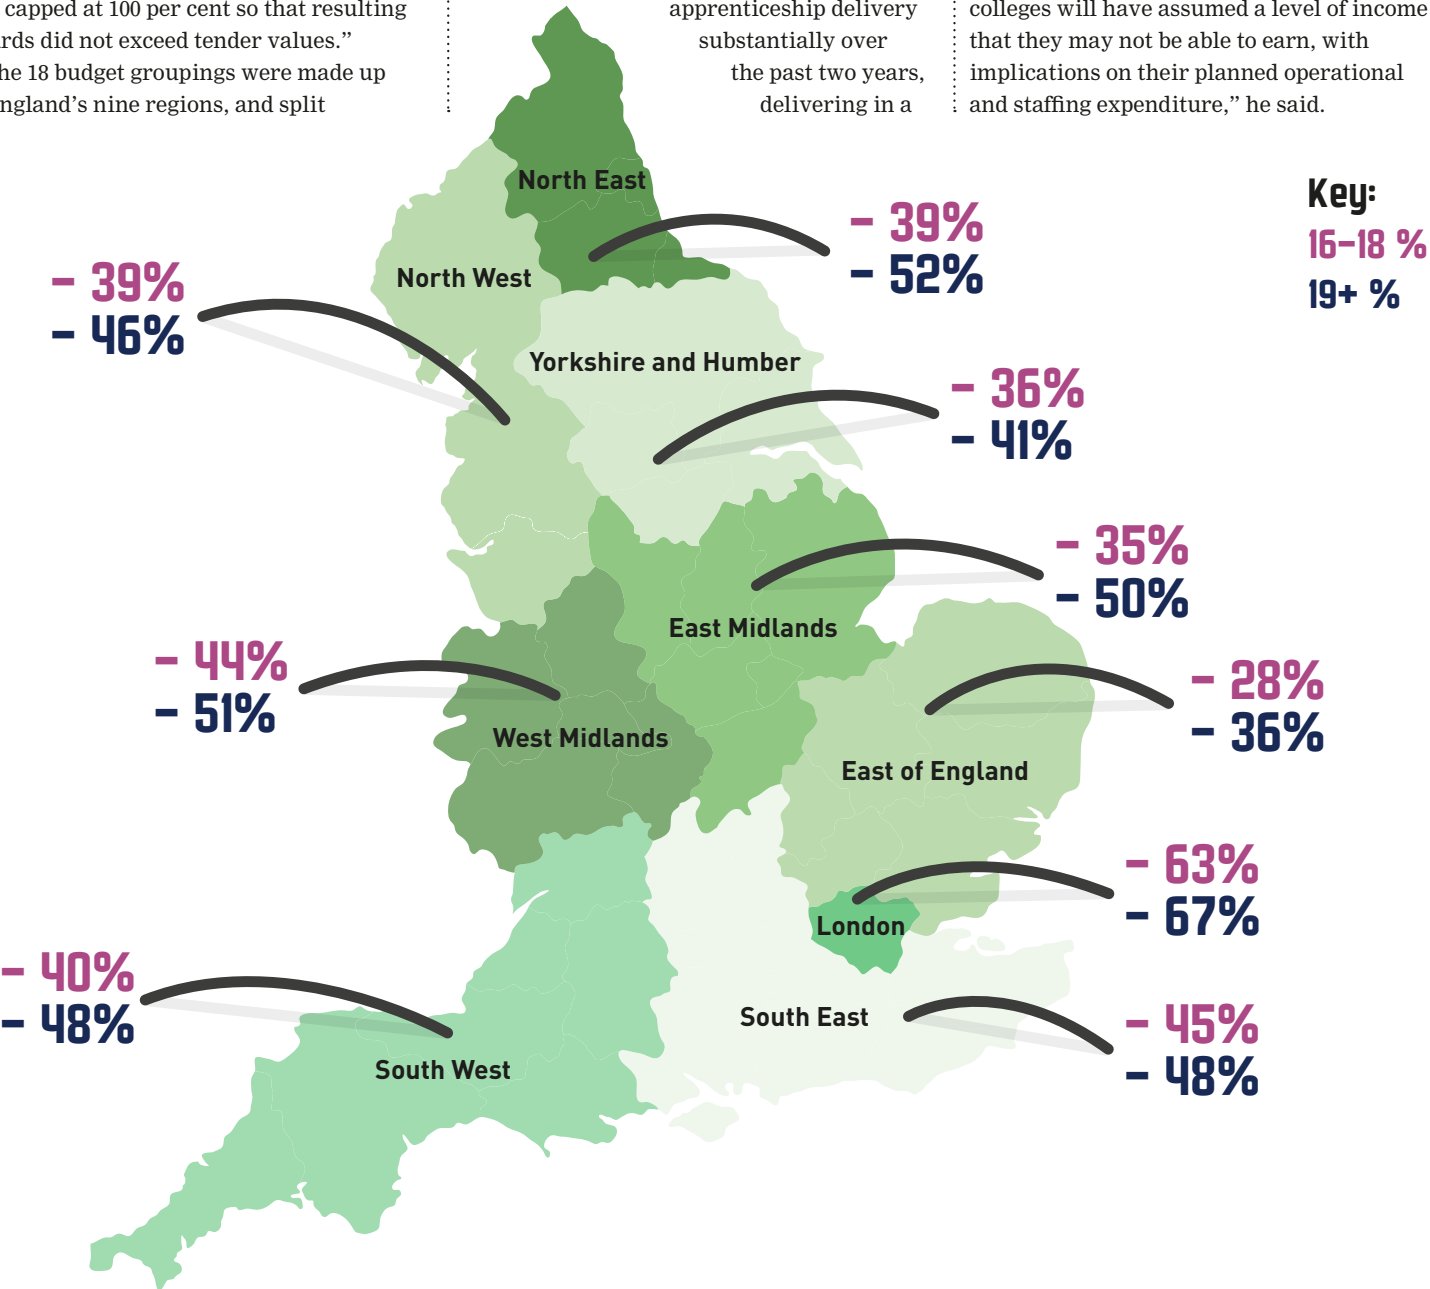 capped at 100 per cent so that resulting
rds did not exceed tender values.”
he 18 budget groupings were made up
ngland’s nine regions, and split
apprenticeship delivery
substantially over
the past two years,
delivering in a
colleges will have assumed a level of income
that they may not be able to earn, with
implications on their planned operational
and staffing expenditure,” he said.
Key:
16-18 %
19+ %
North East
- 39%
- 52%
North West
- 39%
- 46%
Yorkshire and Humber
- 36%
- 41%
East Midlands
- 35%
- 50%
West Midlands
- 44%
- 51%
East of England
- 28%
- 36%
London
- 63%
- 67%
South East
- 45%
- 48%
South West
- 40%
- 48%